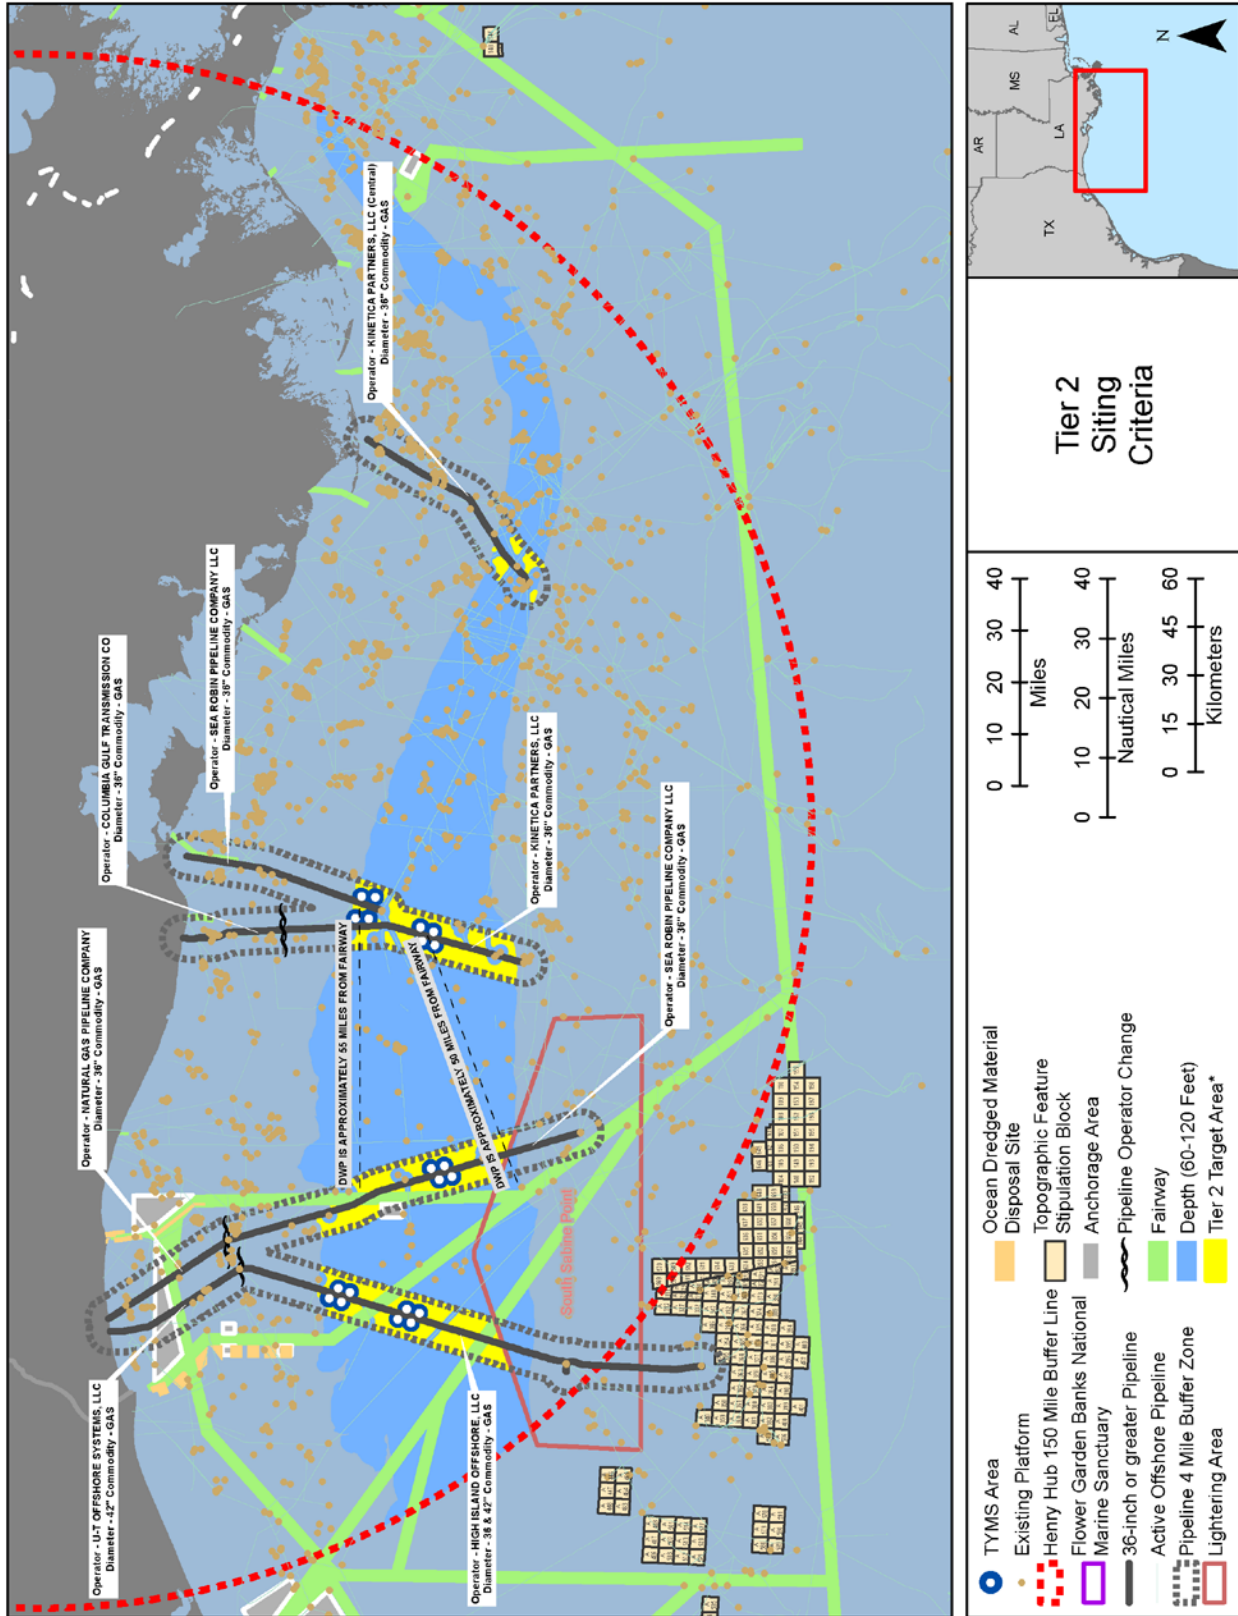 Operator - U-T OFFSHORE SYSTEMS, LLC
Diameter - 42" Commodity - GAS
Operator - NATURAL GAS PIPELINE COMPANY
Diameter - 36" Commodity - GAS
Operator - COLUMBIA GULF TRANSMISSION CO
Diameter - 36" Commodity - GAS
Operator - SEA ROBIN PIPELINE COMPANY LLC
Diameter - 36" Commodity - GAS
Operator - KINETICA PARTNERS, LLC (Central)
Diameter - 36" Commodity - GAS
DWP IS APPROXIMATELY 55 MILES FROM FAIRWAY
DWP IS APPROXIMATELY 50 MILES FROM FAIRWAY
Operator - HIGH ISLAND OFFSHORE, LLC
Diameter - 36 & 42" Commodity - GAS
Operator - KINETICA PARTNERS, LLC
Diameter - 36" Commodity - GAS
Operator - SEA ROBIN PIPELINE COMPANY LLC
Diameter - 36" Commodity - GAS
South Sabine Point
TYMS Area
Existing Platform
Henry Hub 150 Mile Buffer Line
Flower Garden Banks National
Marine Sanctuary
36-inch or greater Pipeline
Active Offshore Pipeline
Pipeline 4 Mile Buffer Zone
Lightering Area
Ocean Dredged Material
Disposal Site
Topographic Feature
Stipulation Block
Anchorage Area
Pipeline Operator Change
Fairway
Depth (60-120 Feet)
Tier 2 Target Area*
0 10 20 30 40
Miles
0 10 20 30 40
Nautical Miles
0 15 30 45 60
Kilometers
Tier 2
Siting
Criteria
TX
AR
LA
MS
AL
FL
N